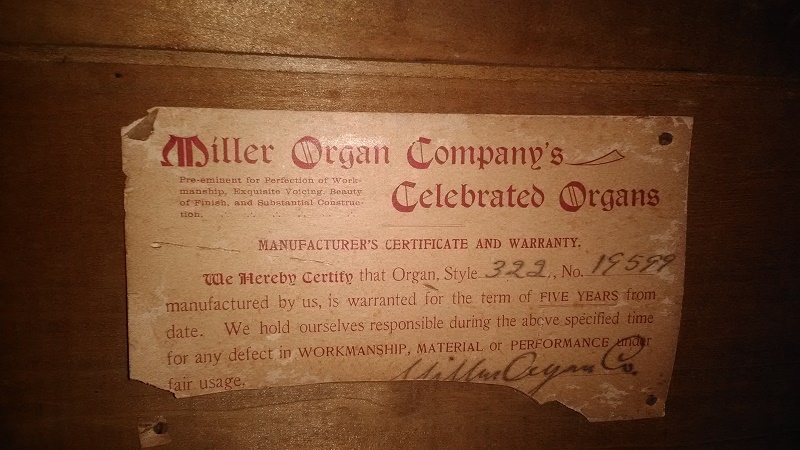 Miller Organ Company's
Pre-eminent for Perfection of Work-
manship, Exquisite Voicing, Beauty
of Finish, and Substantial Construc-
tion.
Celebrated Organs
MANUFACTURER'S CERTIFICATE AND WARRANTY.
We Hereby Certify that Organ, Style 322, No. 19599
manufactured by us, is warranted for the term of FIVE YEARS from
date. We hold ourselves responsible during the above specified time
for any defect in WORKMANSHIP, MATERIAL or PERFORMANCE under
fair usage.
Miller Organ Co.